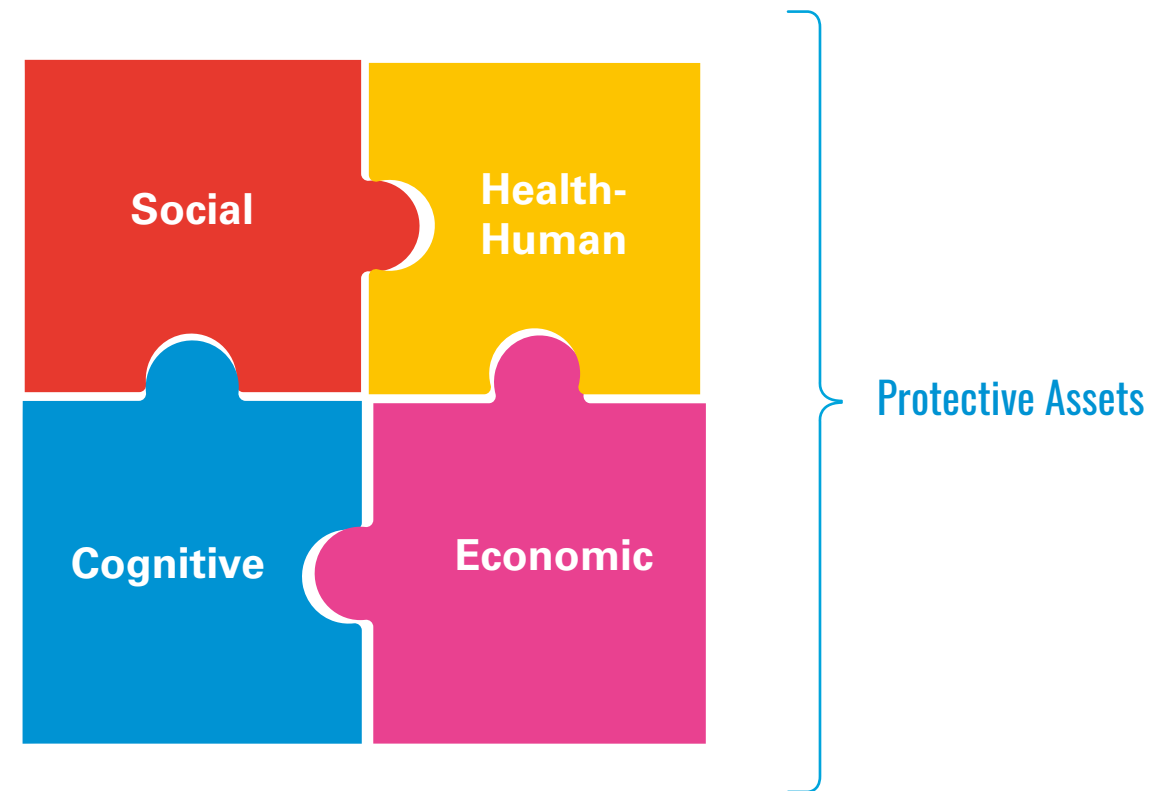 Social
Health-
Human
Cognitive
Economic
Protective Assets